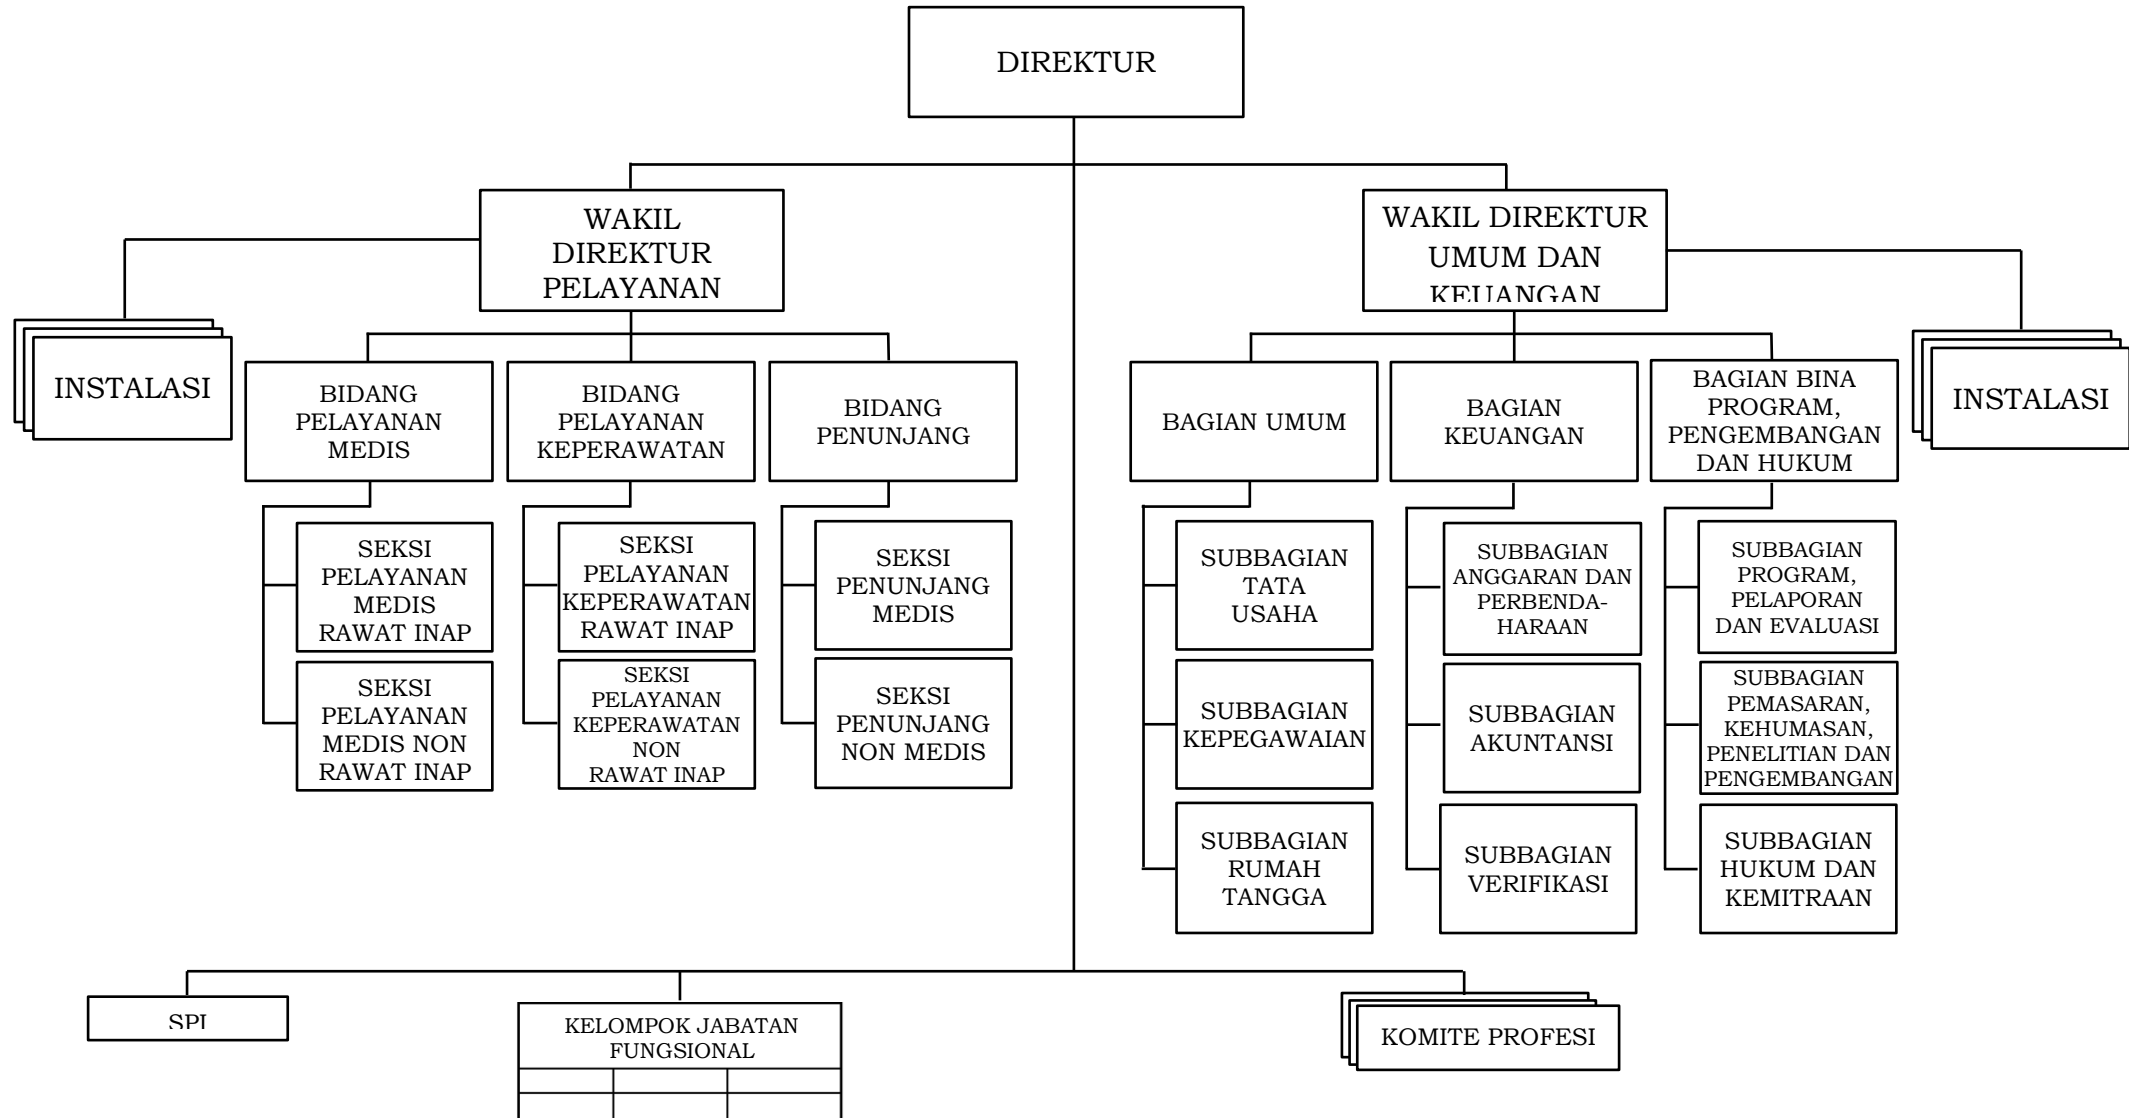 DIREKTUR
WAKIL
DIREKTUR
PELAYANAN
WAKIL DIREKTUR
UMUM DAN
KEUANGAN
INSTALASI
BIDANG
PELAYANAN
MEDIS
BIDANG
PELAYANAN
KEPERAWATAN
BIDANG
PENUNJANG
BAGIAN UMUM
BAGIAN
KEUANGAN
BAGIAN BINA
PROGRAM,
PENGEMBANGAN
DAN HUKUM
INSTALASI
SEKSI
PELAYANAN
MEDIS
RAWAT INAP
SEKSI
PELAYANAN
KEPERAWATAN
RAWAT INAP
SEKSI
PENUNJANG
MEDIS
SUBBAGIAN
TATA
USAHA
SUBBAGIAN
ANGGARAN DAN
PERBENDA-
HARAAN
SUBBAGIAN
PROGRAM,
PELAPORAN
DAN EVALUASI
SEKSI
PELAYANAN
MEDIS NON
RAWAT INAP
SEKSI
PELAYANAN
KEPERAWATAN
NON
RAWAT INAP
SEKSI
PENUNJANG
NON MEDIS
SUBBAGIAN
KEPEGAWAIAN
SUBBAGIAN
AKUNTANSI
SUBBAGIAN
PEMASARAN,
KEHUMASAN,
PENELITIAN DAN
PENGEMBANGAN
SUBBAGIAN
RUMAH
TANGGA
SUBBAGIAN
VERIFIKASI
SUBBAGIAN
HUKUM DAN
KEMITRAAN
SPI
KELOMPOK JABATAN
FUNGSIONAL
KOMITE PROFESI